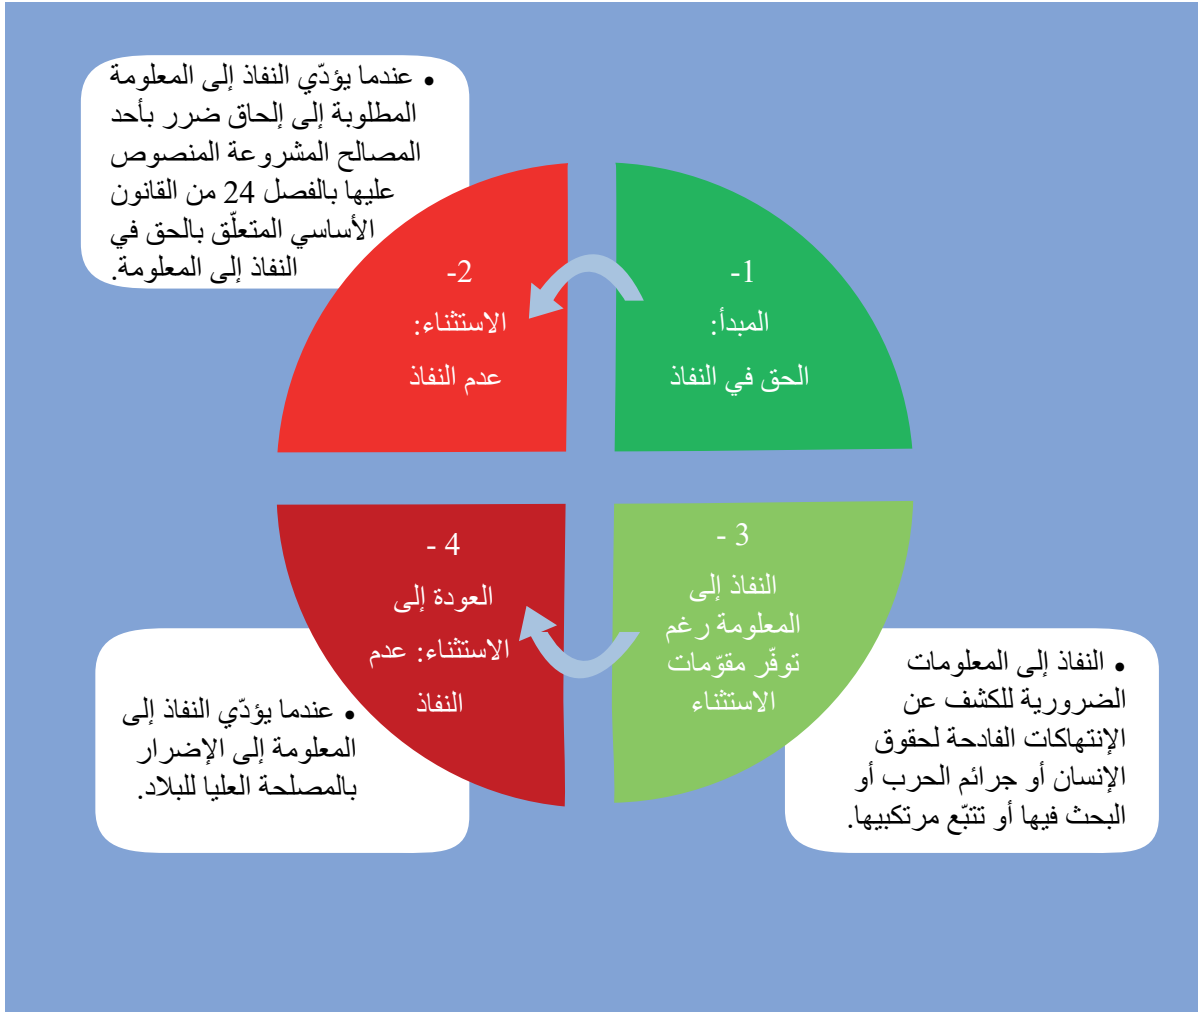 • عندما يؤدّي النفاذ إلى المعلومة
المطلوبة إلى إلحاق ضرر بأحد
المصالح المشروعة المنصوص
عليها بالفصل 24 من القانون
الأساسي المتعلّق بالحق في
النفاذ إلى المعلومة.
1-
المبدأ:
الحق في النفاذ
2-
الاستثناء:
عدم النفاذ
3 -
النفاذ إلى
المعلومة رغم
توفّر مقوّمات
الاستثناء
4 -
العودة إلى
الاستثناء: عدم
النفاذ
• النفاذ إلى المعلومات
الضرورية للكشف عن
الإنتهاكات الفادحة لحقوق
الإنسان أو جرائم الحرب أو
البحث فيها أو تتبّع مرتكبيها.
• عندما يؤدّي النفاذ إلى
المعلومة إلى الإضرار
بالمصلحة العليا للبلاد.